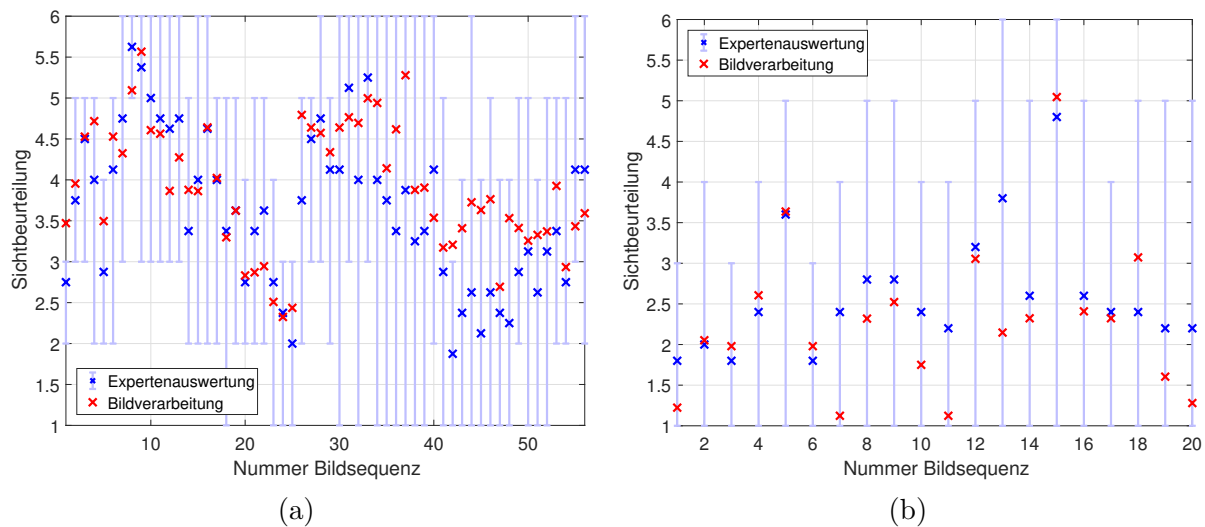 6
5.5
5
4.5
4
3.5
3
2.5
2
1.5
1
Sichtbeurteilung
Expertenauswertung
Bildverarbeitung
10 20 30 40 50
Nummer Bildsequenz
(a)
6
5.5
5
4.5
4
3.5
3
2.5
2
1.5
1
Sichtbeurteilung
Expertenauswertung
Bildverarbeitung
2 4 6 8 10 12 14 16 18 20
Nummer Bildsequenz
(b)